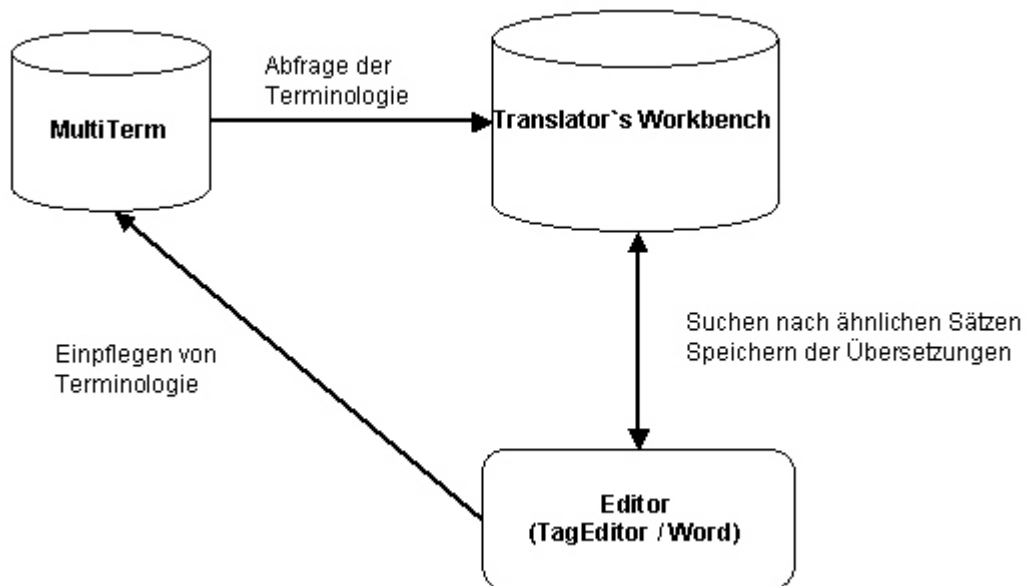 Abfrage der
Terminologie
MultiTerm
Translator`s Workbench
Suchen nach ähnlichen Sätzen
Speichern der Übersetzungen
Einpflegen von
Terminologie
Editor
(TagEditor / Word)